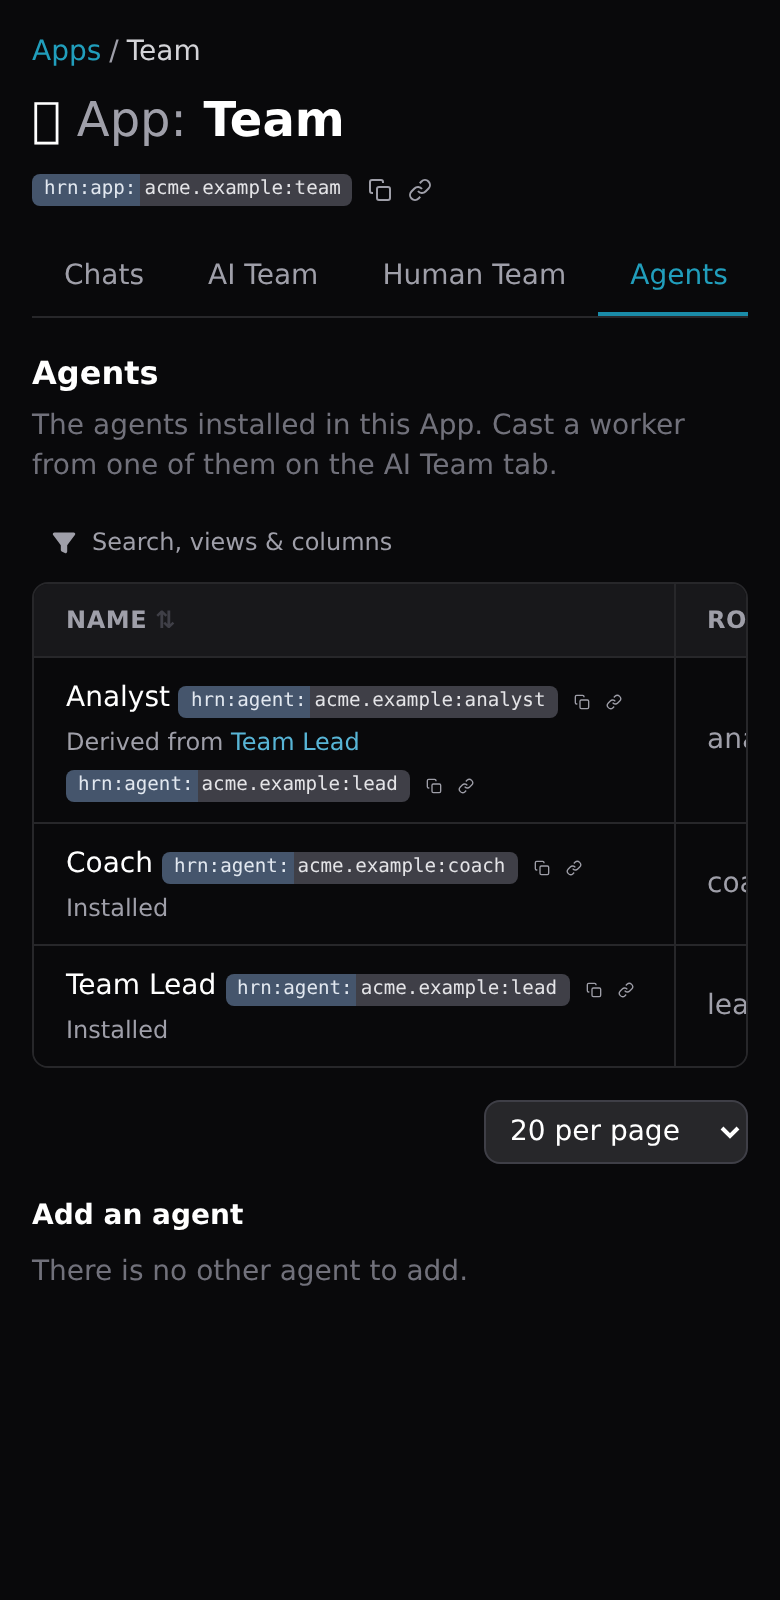 Apps / Team
App: Team
hrn:app: acme.example:team
Chats AI Team Human Team Agents
Agents
The agents installed in this App. Cast a worker
from one of them on the AI Team tab.
Search, views & columns
NAME ⇅ RO
Analyst hrn:agent: acme.example:analyst ana
Derived from Team Lead
hrn:agent: acme.example:lead
Coach hrn:agent: acme.example:coach coa
Installed
Team Lead hrn:agent: acme.example:lead lea
Installed
20 per page
Add an agent
There is no other agent to add.